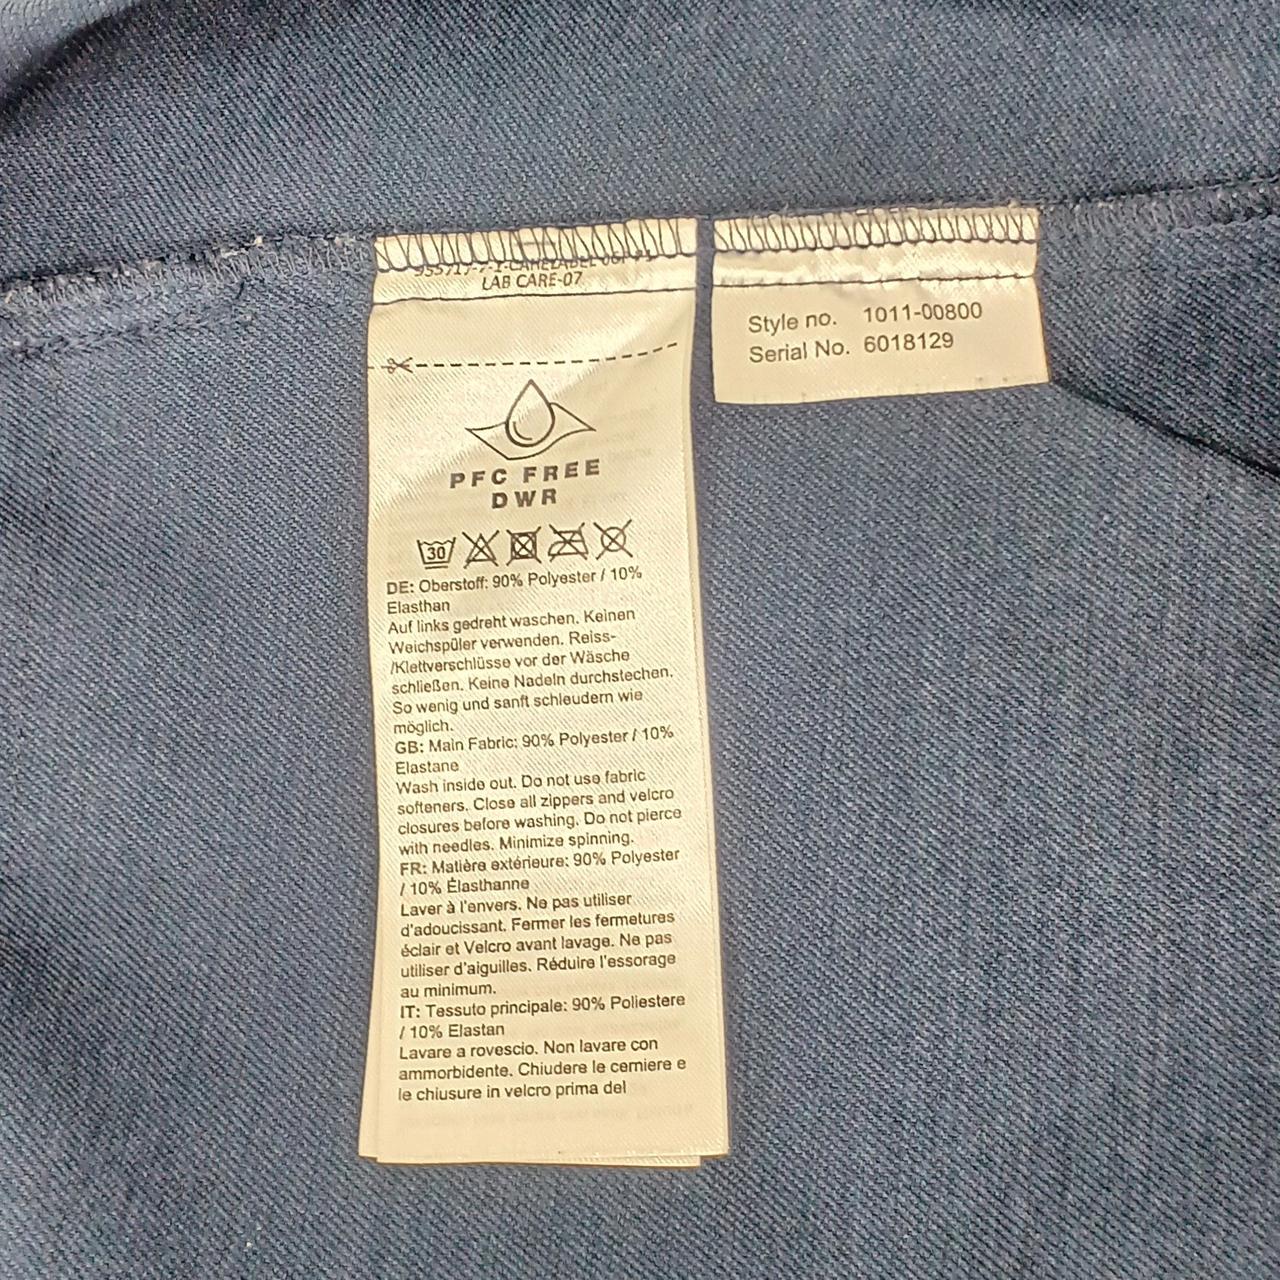 LAB CARE-07
PFC FREE
DWR
30
DE: Oberstoff: 90% Polyester / 10%
Elasthan
Auf links gedreht waschen. Keinen
Weichspüler verwenden. Reiss-
/Klettverschlüsse vor der Wäsche
schließen. Keine Nadeln durchstechen.
So wenig und sanft schleudern wie
möglich.
GB: Main Fabric: 90% Polyester / 10%
Elastane
Wash inside out. Do not use fabric
softeners. Close all zippers and velcro
closures before washing. Do not pierce
with needles. Minimize spinning.
FR: Matière extérieure: 90% Polyester
/ 10% Élasthanne
Laver à l'envers. Ne pas utiliser
d'adoucissant. Fermer les fermetures
éclair et Velcro avant lavage. Ne pas
utiliser d'aiguilles. Réduire l'essorage
au minimum.
IT: Tessuto principale: 90% Poliestere
/ 10% Elastan
Lavare a rovescio. Non lavare con
ammorbidente. Chiudere le cerniere e
le chiusure in velcro prima del
Style no. 1011-00800
Serial No. 6018129